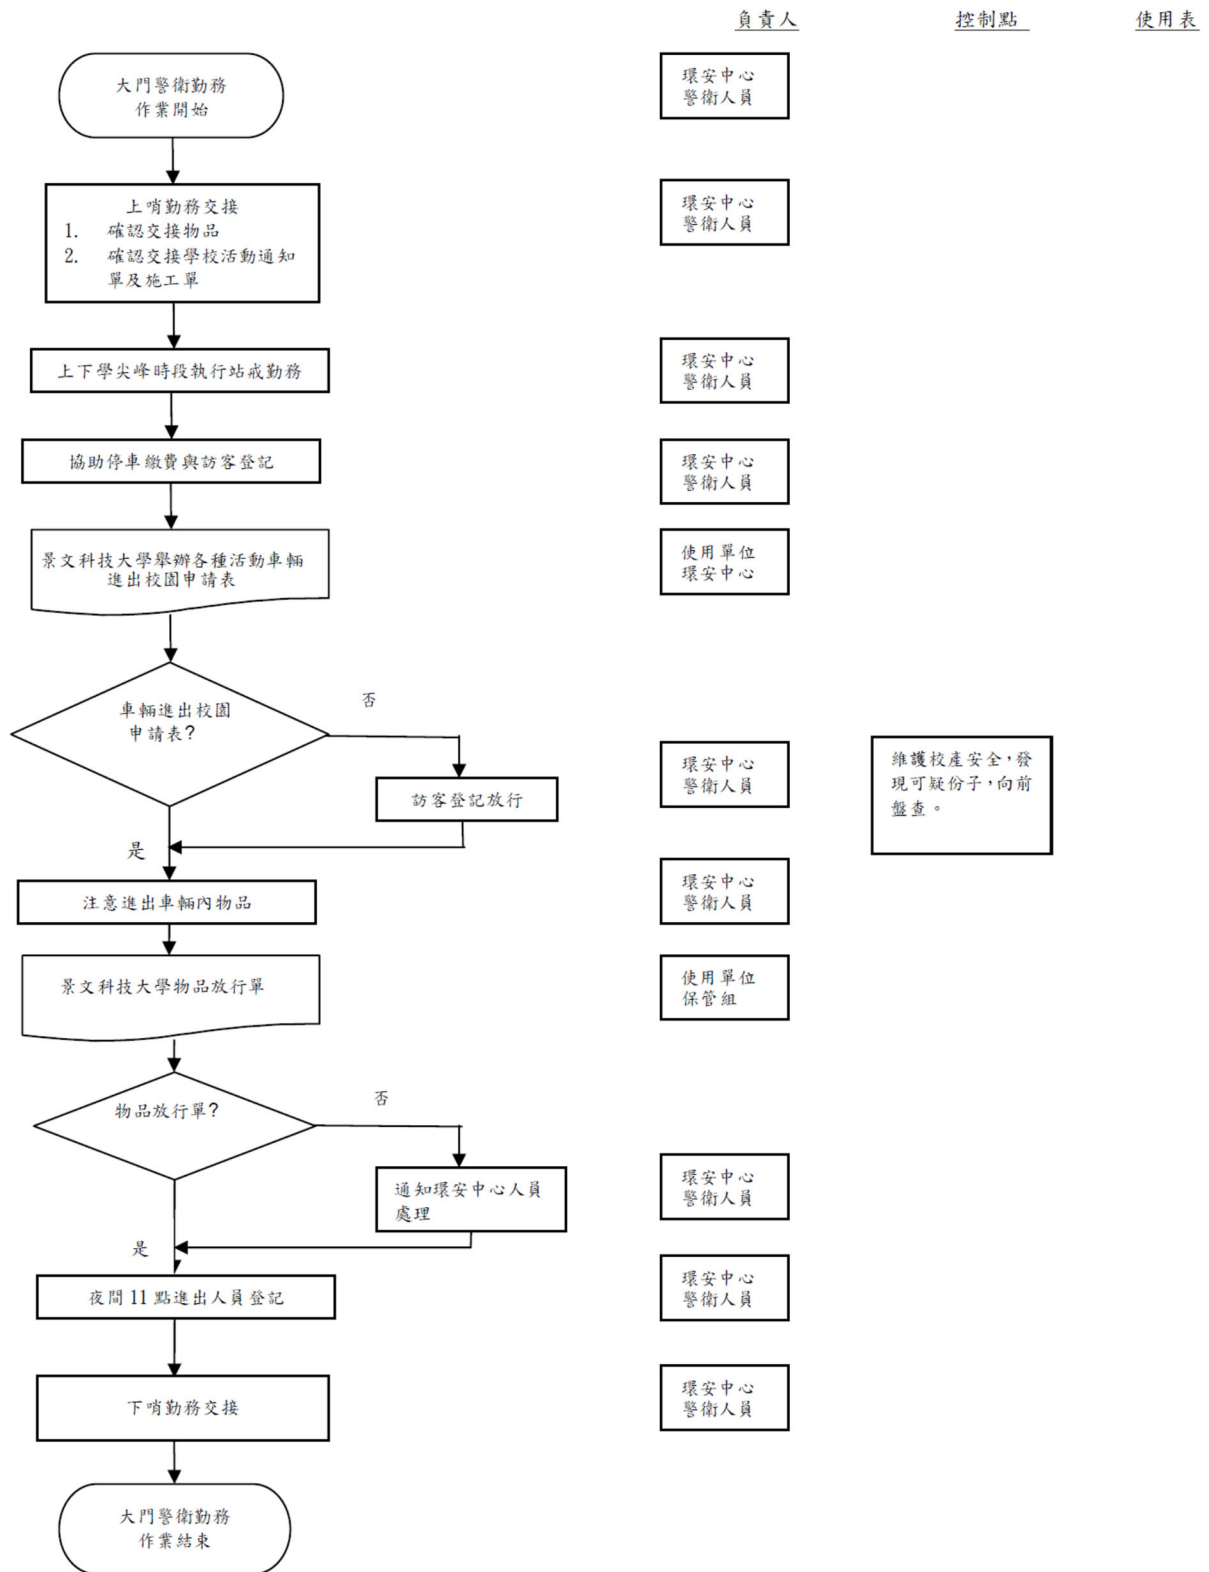 負責人 控制點 使用表
大門警衛勤務
作業開始
環安中心
警衛人員
上哨勤務交接
1. 確認交接物品
2. 確認交接學校活動通知
單及施工單
環安中心
警衛人員
上下學尖峰時段執行站戒勤務
環安中心
警衛人員
協助停車繳費與訪客登記
環安中心
警衛人員
景文科技大學舉辦各種活動車輛
進出校園申請表
使用單位
環安中心
車輛進出校園
申請表?
否
訪客登記放行
是
環安中心
警衛人員
維護校產安全,發
現可疑份子,向前
盤查。
注意進出車輛內物品
環安中心
警衛人員
景文科技大學物品放行單
使用單位
保管組
物品放行單?
否
通知環安中心人員
處理
是
環安中心
警衛人員
夜間 11 點進出人員登記
環安中心
警衛人員
下哨勤務交接
環安中心
警衛人員
大門警衛勤務
作業結束